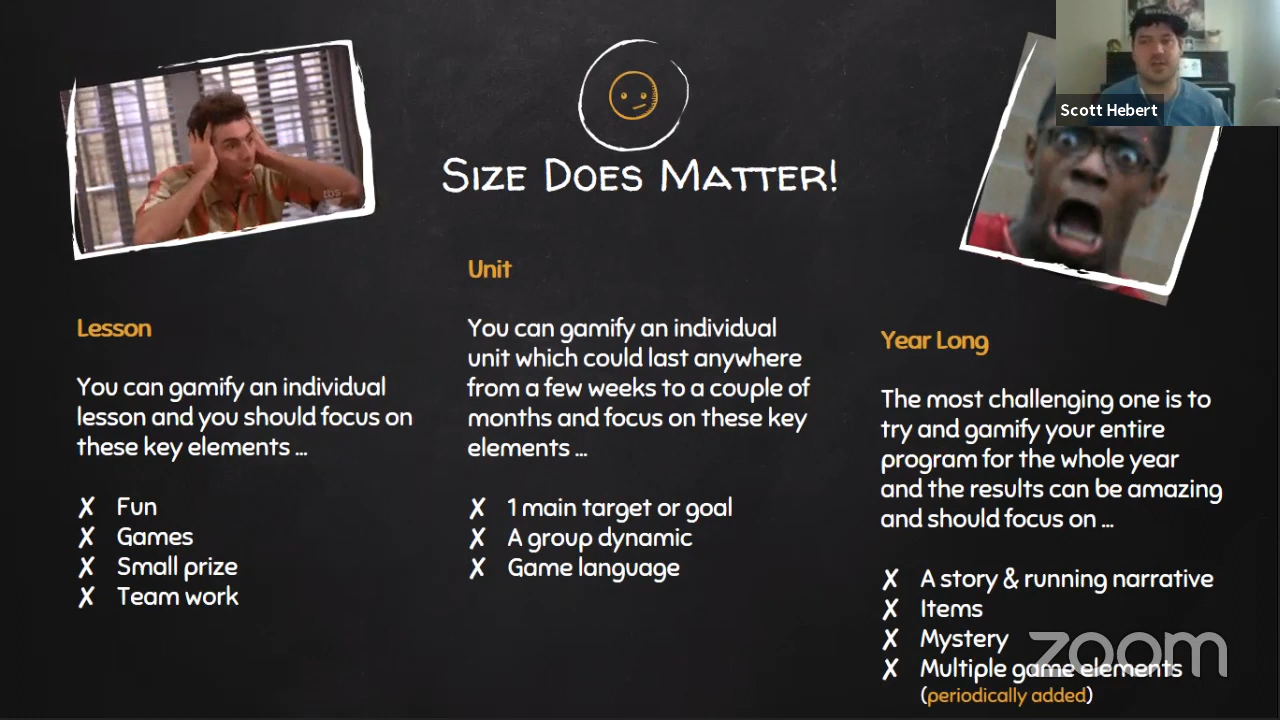 Scott Hebert
tbs
Size Does Matter!
Lesson
You can gamify an individual
lesson and you should focus on
these key elements ...
✗ Fun
✗ Games
✗ Small prize
✗ Team work
Unit
You can gamify an individual
unit which could last anywhere
from a few weeks to a couple of
months and focus on these key
elements ...
✗ 1 main target or goal
✗ A group dynamic
✗ Game language
Year Long
The most challenging one is to
try and gamify your entire
program for the whole year
and the results can be amazing
and should focus on ...
✗ A story & running narrative
✗ Items
✗ Mystery
✗ Multiple game elements
(periodically added)
zoom